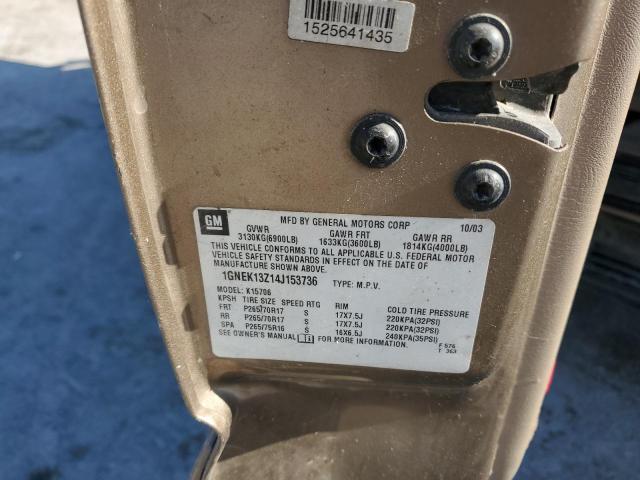 1525641435
GM
MFD BY GENERAL MOTORS CORP 10/03
GVWR GAWR FRT GAWR RR
3130KG(6900LB) 1633KG(3600LB) 1814KG(4000LB)
THIS VEHICLE CONFORMS TO ALL APPLICABLE U.S. FEDERAL MOTOR
VEHICLE SAFETY STANDARDS IN EFFECT ON THE DATE OF
MANUFACTURE SHOWN ABOVE.
1GNEK13Z14J153736 TYPE: M.P.V.
MODEL: K15706
KPSH TIRE SIZE SPEED RTG RIM COLD TIRE PRESSURE
FRT P265/70R17 S 17X7.5J 220KPA(32PSI)
RR P265/70R17 S 17X7.5J 220KPA(32PSI)
SPA P265/75R16 S 16X6.5J 240KPA(35PSI)
SEE OWNER'S MANUAL FOR MORE INFORMATION.
F 576
T 363